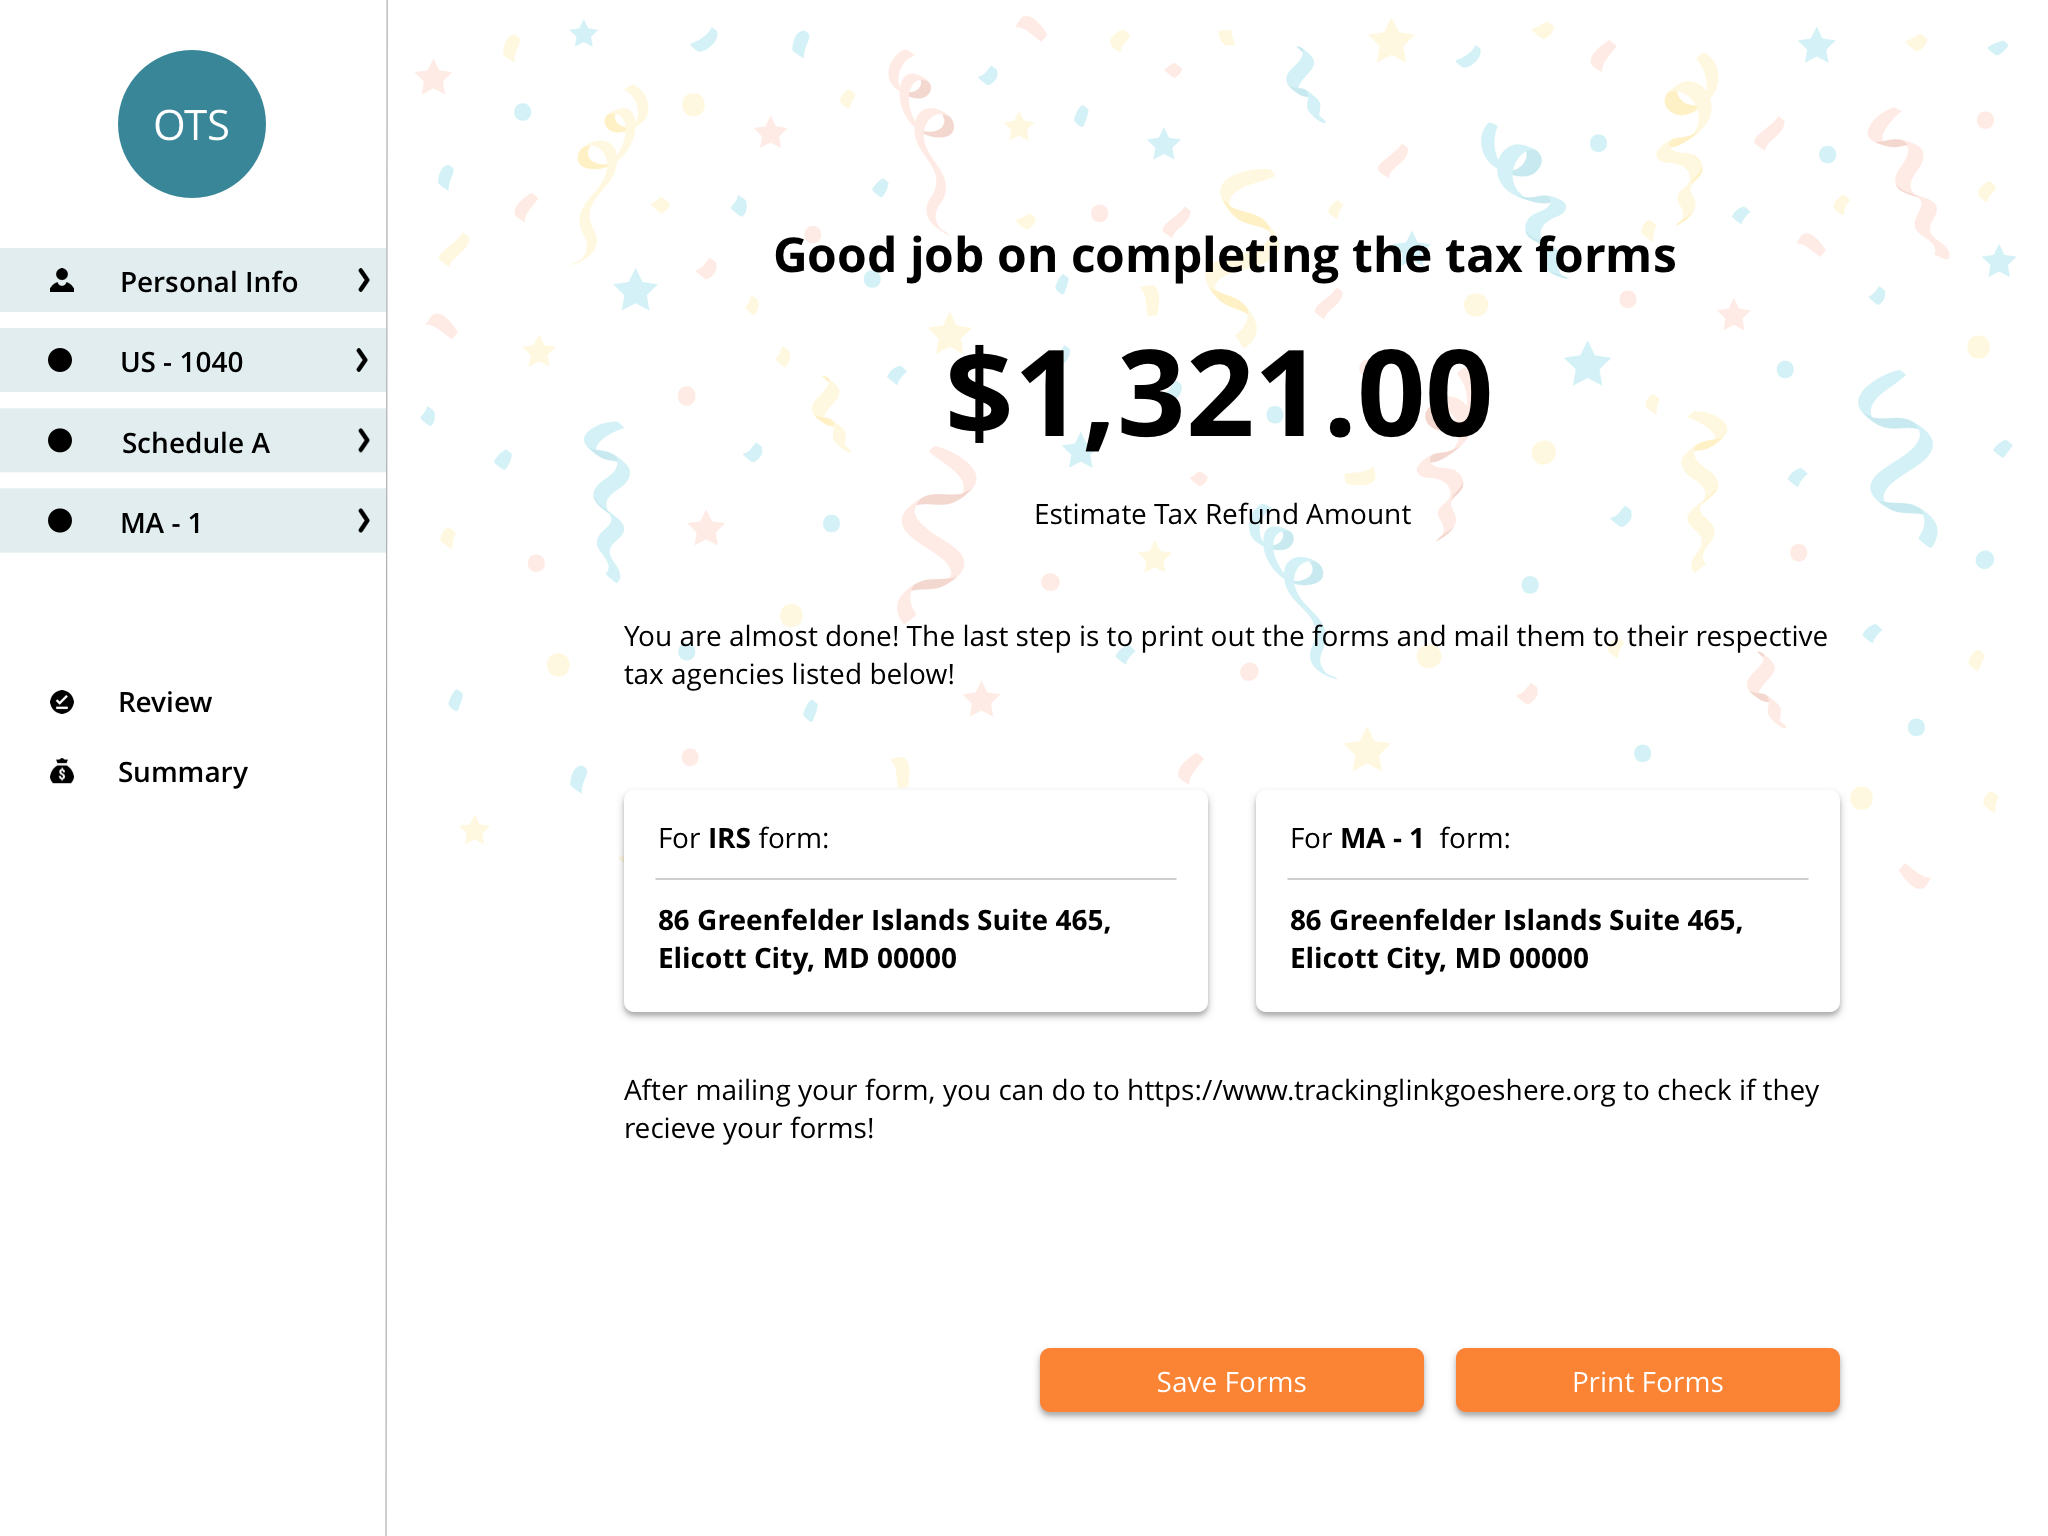 OTS
Personal Info
US - 1040
Schedule A
MA - 1
Review
Summary
Good job on completing the tax forms
$1,321.00
Estimate Tax Refund Amount
You are almost done! The last step is to print out the forms and mail them to their respective
tax agencies listed below!
For IRS form:
86 Greenfelder Islands Suite 465,
Elicott City, MD 00000
For MA - 1 form:
86 Greenfelder Islands Suite 465,
Elicott City, MD 00000
After mailing your form, you can do to https://www.trackinglinkgoeshere.org to check if they
recieve your forms!
Save Forms
Print Forms